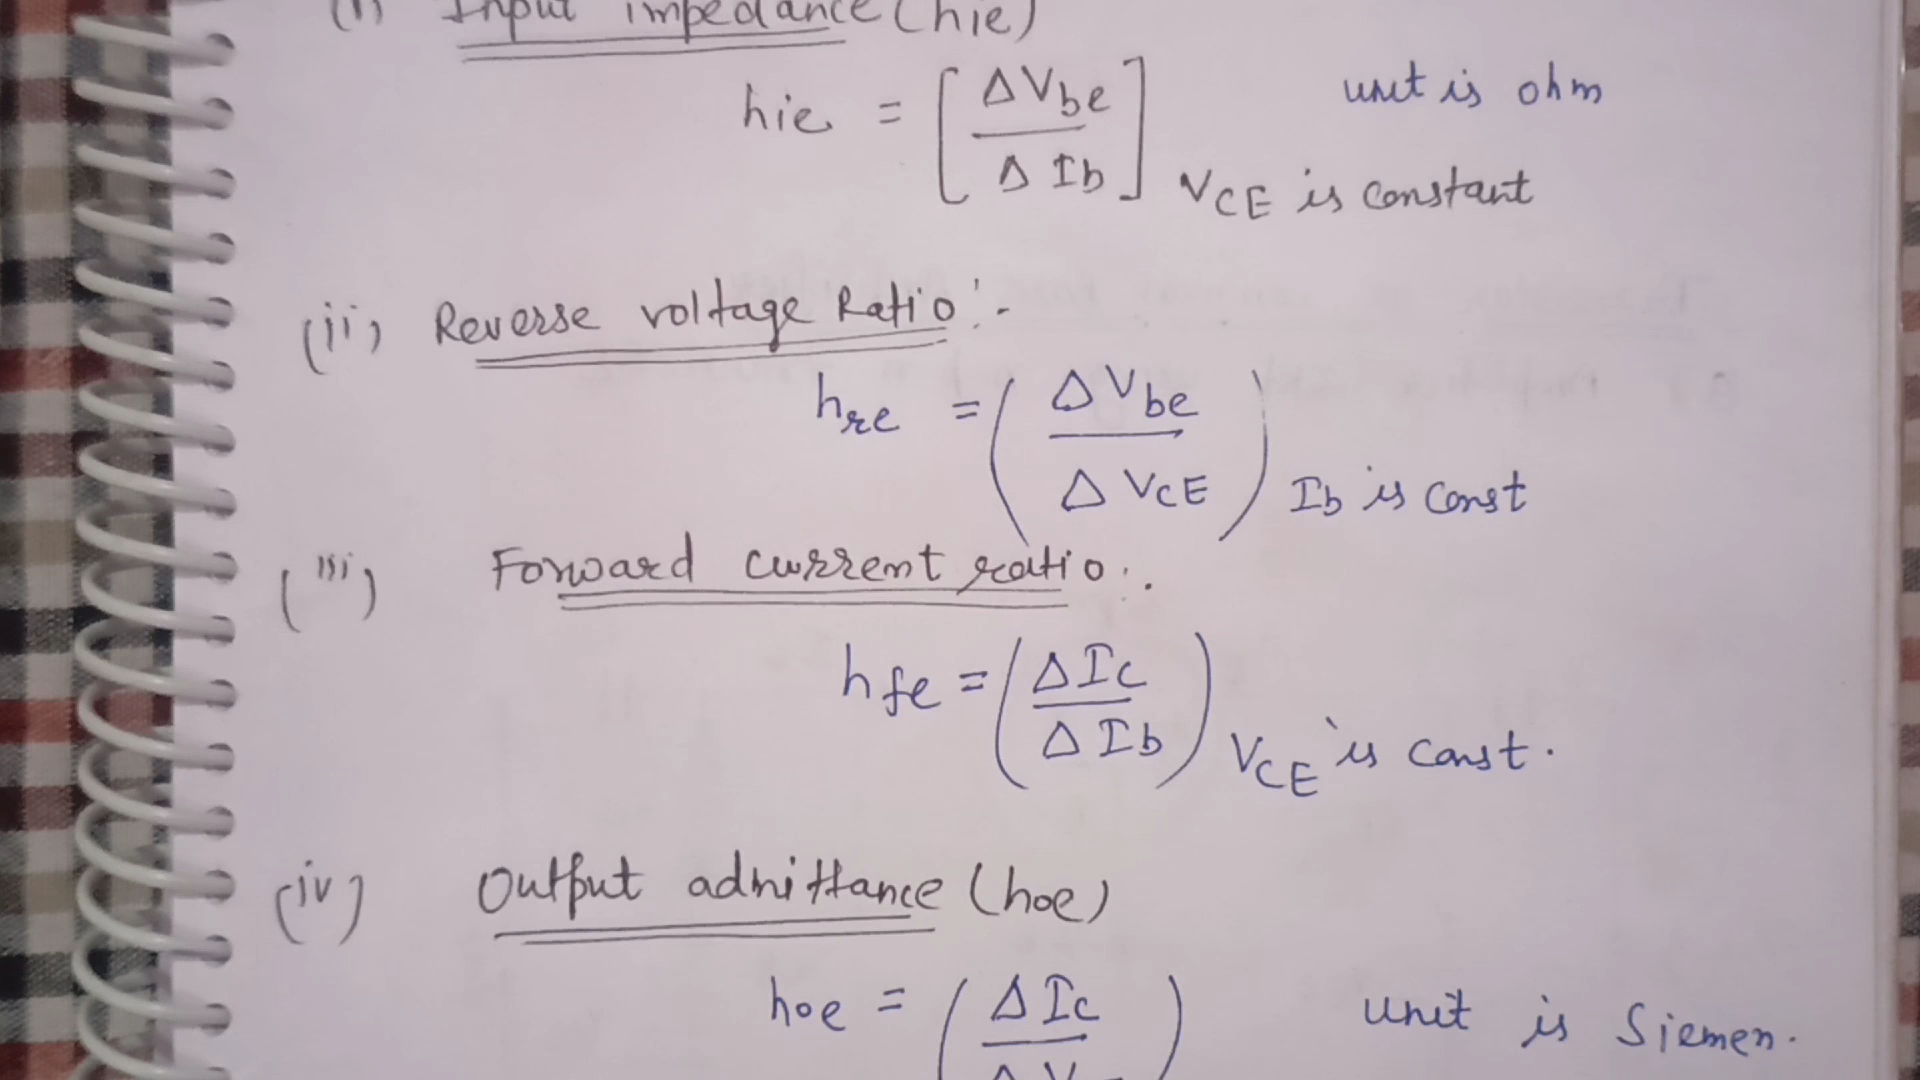 (i) Input impedance (hie)
hie = [ΔVbe / ΔIb] VCE is constant
unit is ohm
(ii) Reverse voltage Ratio :-
hre = (ΔVbe / ΔVCE) Ib is const
(iii) Forward current ratio :.
hfe = (ΔIc / ΔIb) VCE is const.
(iv) Output admittance (hoe)
hoe = (ΔIc / ΔV
unit is Siemen.